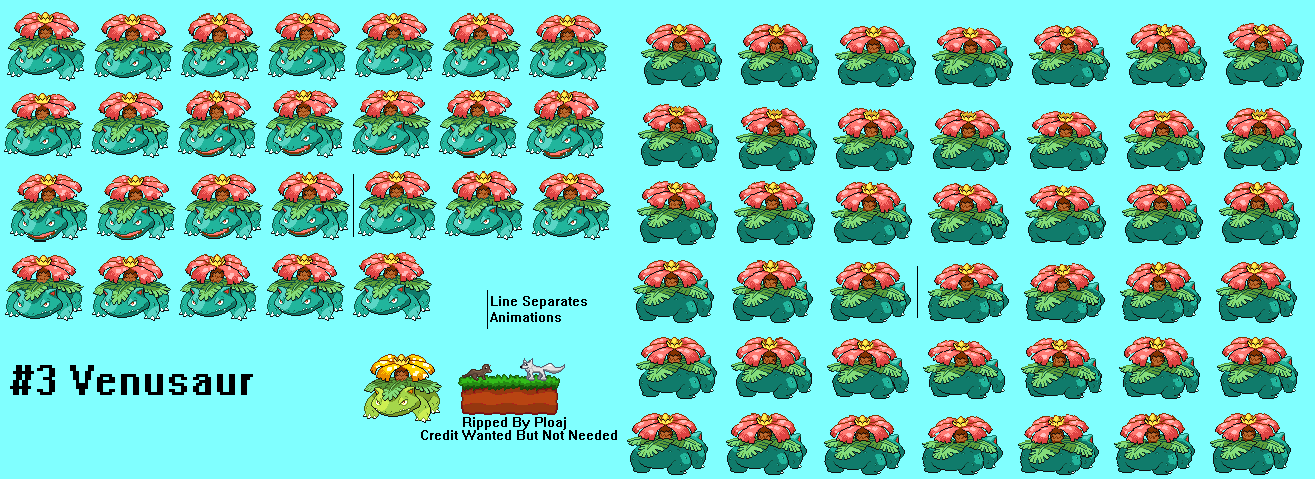 Line Separates
Animations
#3 Venusaur
Ripped By Ploaj
Credit Wanted But Not Needed